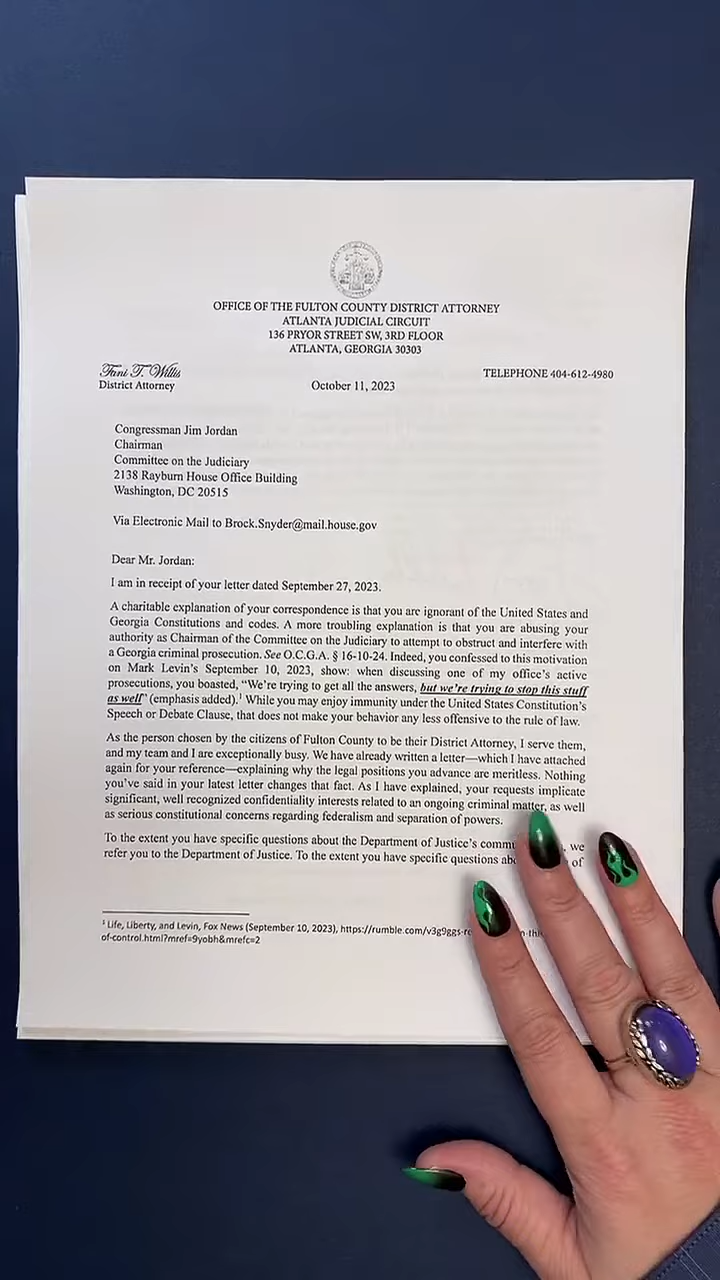 OFFICE OF THE FULTON COUNTY DISTRICT ATTORNEY
ATLANTA JUDICIAL CIRCUIT
136 PRYOR STREET SW, 3RD FLOOR
ATLANTA, GEORGIA 30303
Fani T. Willis
District Attorney
October 11, 2023
TELEPHONE 404-612-4980
Congressman Jim Jordan
Chairman
Committee on the Judiciary
2138 Rayburn House Office Building
Washington, DC 20515
Via Electronic Mail to Brock.Snyder@mail.house.gov
Dear Mr. Jordan:
I am in receipt of your letter dated September 27, 2023.
A charitable explanation of your correspondence is that you are ignorant of the United States and
Georgia Constitutions and codes. A more troubling explanation is that you are abusing your
authority as Chairman of the Committee on the Judiciary to attempt to obstruct and interfere with
a Georgia criminal prosecution. See O.C.G.A. § 16-10-24. Indeed, you confessed to this motivation
on Mark Levin's September 10, 2023, show: when discussing one of my office's active
prosecutions, you boasted, “We're trying to get all the answers, but we're trying to stop this stuff
as well” (emphasis added).¹ While you may enjoy immunity under the United States Constitution's
Speech or Debate Clause, that does not make your behavior any less offensive to the rule of law.
As the person chosen by the citizens of Fulton County to be their District Attorney, I serve them,
and my team and I are exceptionally busy. We have already written a letter—which I have attached
again for your reference—explaining why the legal positions you advance are meritless. Nothing
you've said in your latest letter changes that fact. As I have explained, your requests implicate
significant, well recognized confidentiality interests related to an ongoing criminal matter, as well
as serious constitutional concerns regarding federalism and separation of powers.
To the extent you have specific questions about the Department of Justice's we
refer you to the Department of Justice. To the extent you have specific questions of
¹ Life, Liberty, and Levin, Fox News (September 10, 2023), https://rumble.com/v3g9ggs-
of-control.html?mref=9yobh&mrefc=2